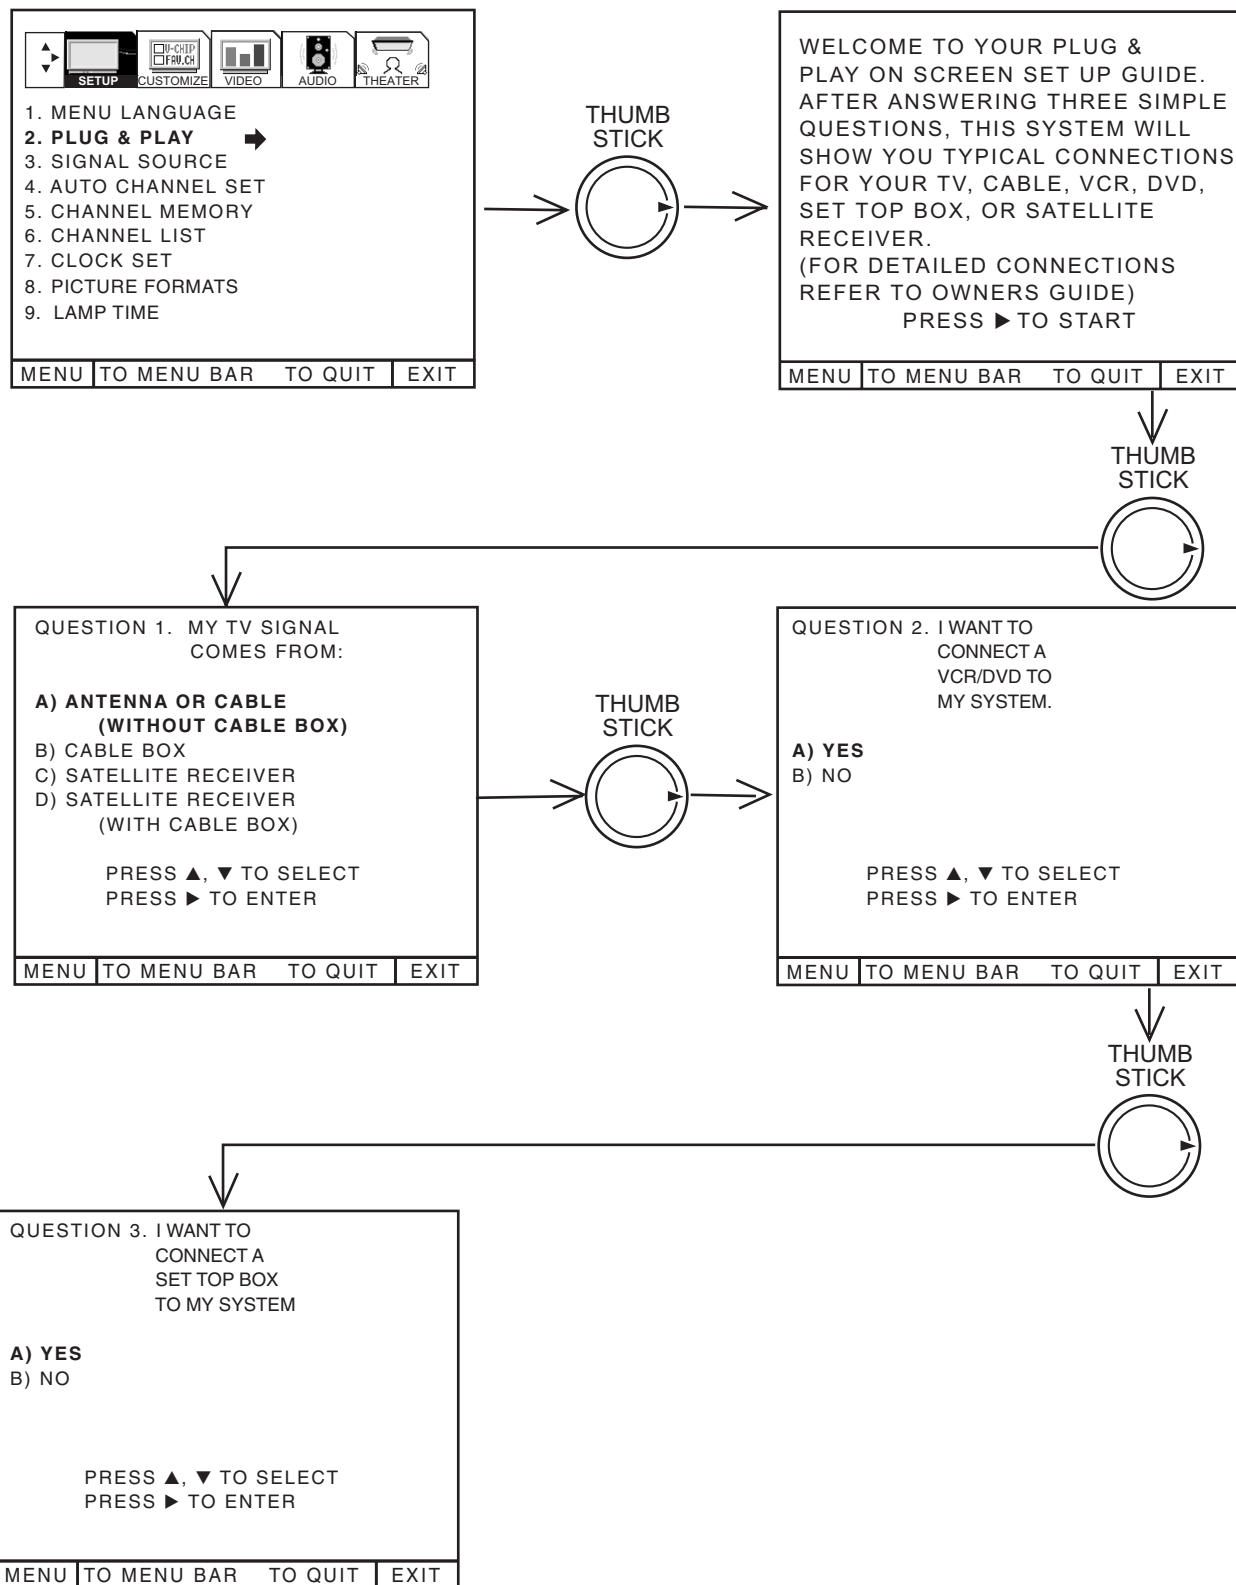 V-CHIP
FAV.CH
SETUP CUSTOMIZE VIDEO AUDIO THEATER
1. MENU LANGUAGE
2. PLUG & PLAY
3. SIGNAL SOURCE
4. AUTO CHANNEL SET
5. CHANNEL MEMORY
6. CHANNEL LIST
7. CLOCK SET
8. PICTURE FORMATS
9. LAMP TIME
MENU TO MENU BAR TO QUIT EXIT
THUMB
STICK
WELCOME TO YOUR PLUG &
PLAY ON SCREEN SET UP GUIDE.
AFTER ANSWERING THREE SIMPLE
QUESTIONS, THIS SYSTEM WILL
SHOW YOU TYPICAL CONNECTIONS
FOR YOUR TV, CABLE, VCR, DVD,
SET TOP BOX, OR SATELLITE
RECEIVER.
(FOR DETAILED CONNECTIONS
REFER TO OWNERS GUIDE)
PRESS ▶ TO START
MENU TO MENU BAR TO QUIT EXIT
THUMB
STICK
QUESTION 1. MY TV SIGNAL
COMES FROM:
A) ANTENNA OR CABLE
(WITHOUT CABLE BOX)
B) CABLE BOX
C) SATELLITE RECEIVER
D) SATELLITE RECEIVER
(WITH CABLE BOX)
PRESS ▲, ▼ TO SELECT
PRESS ▶ TO ENTER
MENU TO MENU BAR TO QUIT EXIT
THUMB
STICK
QUESTION 2. I WANT TO
CONNECT A
VCR/DVD TO
MY SYSTEM.
A) YES
B) NO
PRESS ▲, ▼ TO SELECT
PRESS ▶ TO ENTER
MENU TO MENU BAR TO QUIT EXIT
THUMB
STICK
QUESTION 3. I WANT TO
CONNECT A
SET TOP BOX
TO MY SYSTEM
A) YES
B) NO
PRESS ▲, ▼ TO SELECT
PRESS ▶ TO ENTER
MENU TO MENU BAR TO QUIT EXIT